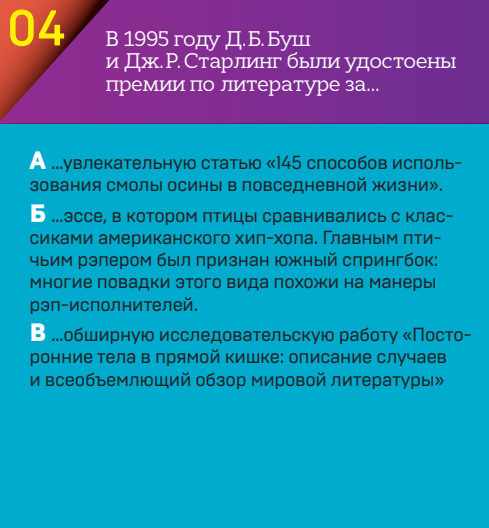 04
В 1995 году Д. Б. Буш
и Дж. Р. Старлинг были удостоены
премии по литературе за...
А ...увлекательную статью «145 способов исполь-
зования смолы осины в повседневной жизни».
Б ...эссе, в котором птицы сравнивались с клас-
сиками американского хип-хопа. Главным пти-
чьим рэпером был признан южный спрингбок:
многие повадки этого вида похожи на манеры
рэп-исполнителей.
В ...обширную исследовательскую работу «Посто-
ронние тела в прямой кишке: описание случаев
и всеобъемлющий обзор мировой литературы»